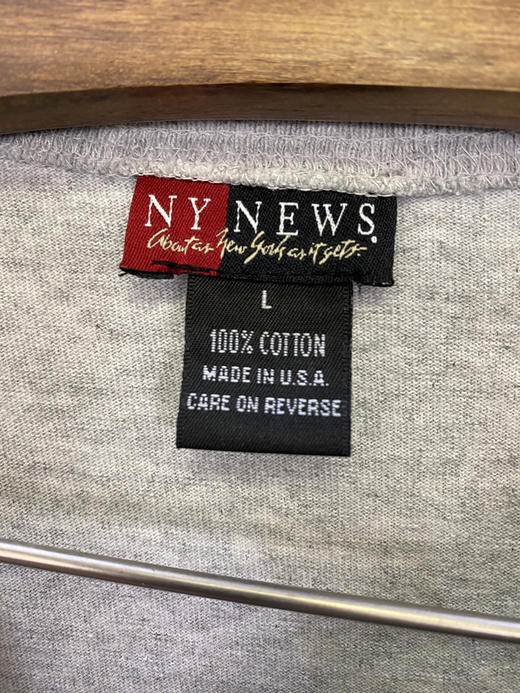 NY NEWS.
About as New York as it gets.
L
100% COTTON
MADE IN U.S.A.
CARE ON REVERSE